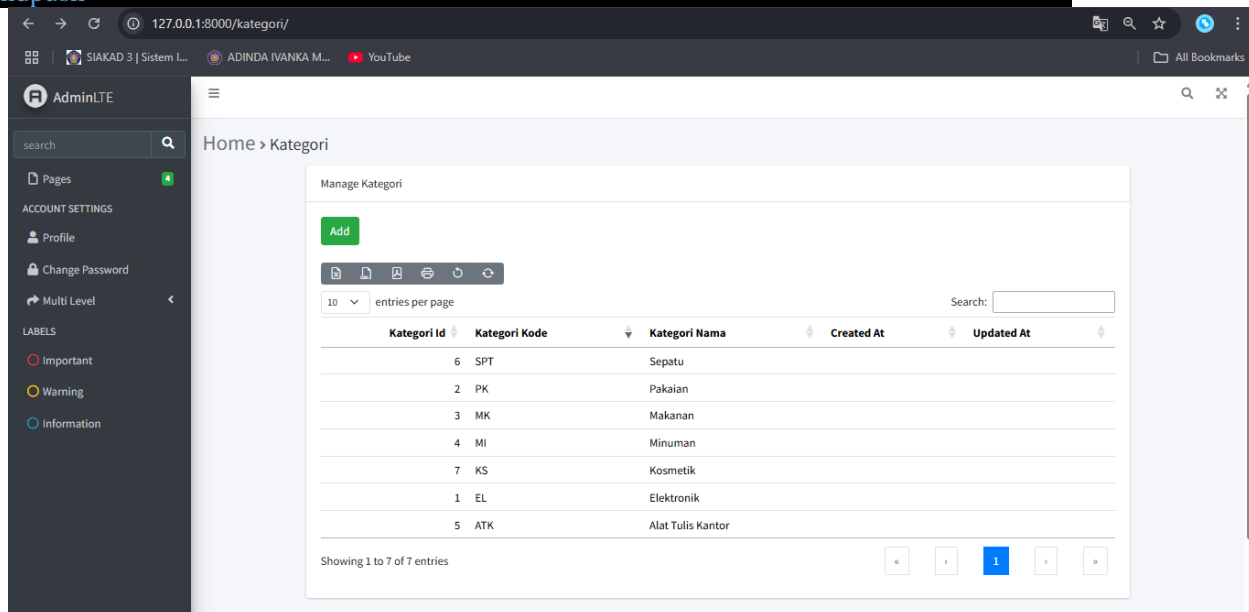 127.0.0.1:8000/kategori/
SIAKAD 3 | Sistem I... ADINDA IVANKA M... YouTube All Bookmarks
AdminLTE
Home › Kategori
search
Manage Kategori
Pages 4
ACCOUNT SETTINGS
Add
Profile
Change Password
Multi Level
10 entries per page Search:
LABELS
Kategori Id Kategori Kode Kategori Nama Created At Updated At
Important
6 SPT Sepatu
Warning
2 PK Pakaian
3 MK Makanan
Information
4 MI Minuman
7 KS Kosmetik
1 EL Elektronik
5 ATK Alat Tulis Kantor
Showing 1 to 7 of 7 entries « ‹ 1 › »